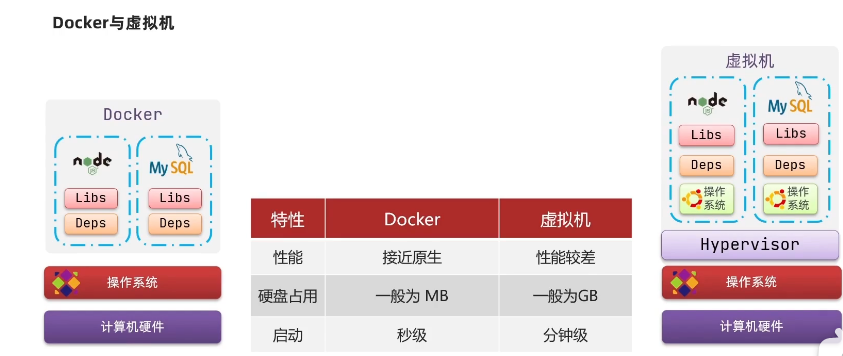 Docker与虚拟机
Docker
node
JS
MySQL
Libs
Libs
Deps
Deps
操作系统
计算机硬件
特性 Docker 虚拟机
性能 接近原生 性能较差
硬盘占用 一般为 MB 一般为GB
启动 秒级 分钟级
虚拟机
node
JS
MySQL
Libs
Libs
Deps
Deps
操作
系统
操作
系统
Hypervisor
操作系统
计算机硬件